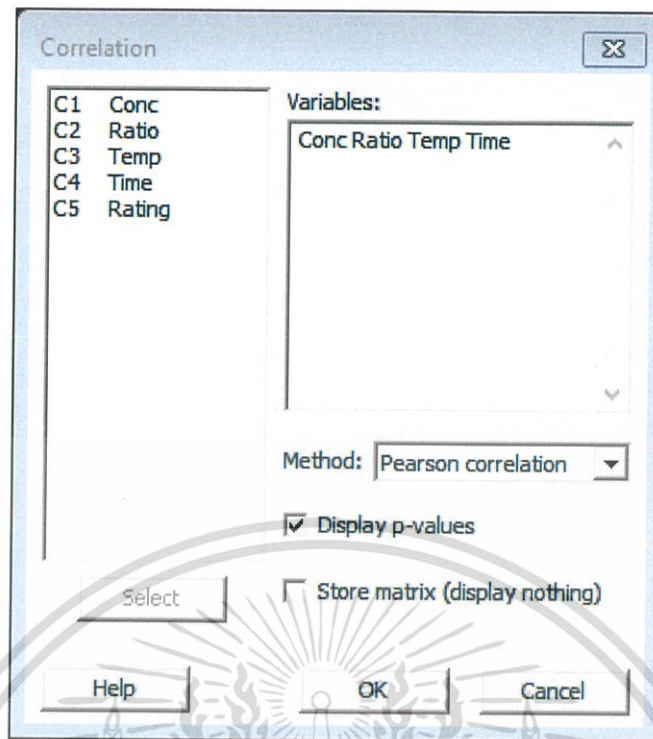 Correlation
C1 Conc
C2 Ratio
C3 Temp
C4 Time
C5 Rating
Variables:
Conc Ratio Temp Time
Method: Pearson correlation
Display p-values
Store matrix (display nothing)
Select
Help
OK
Cancel